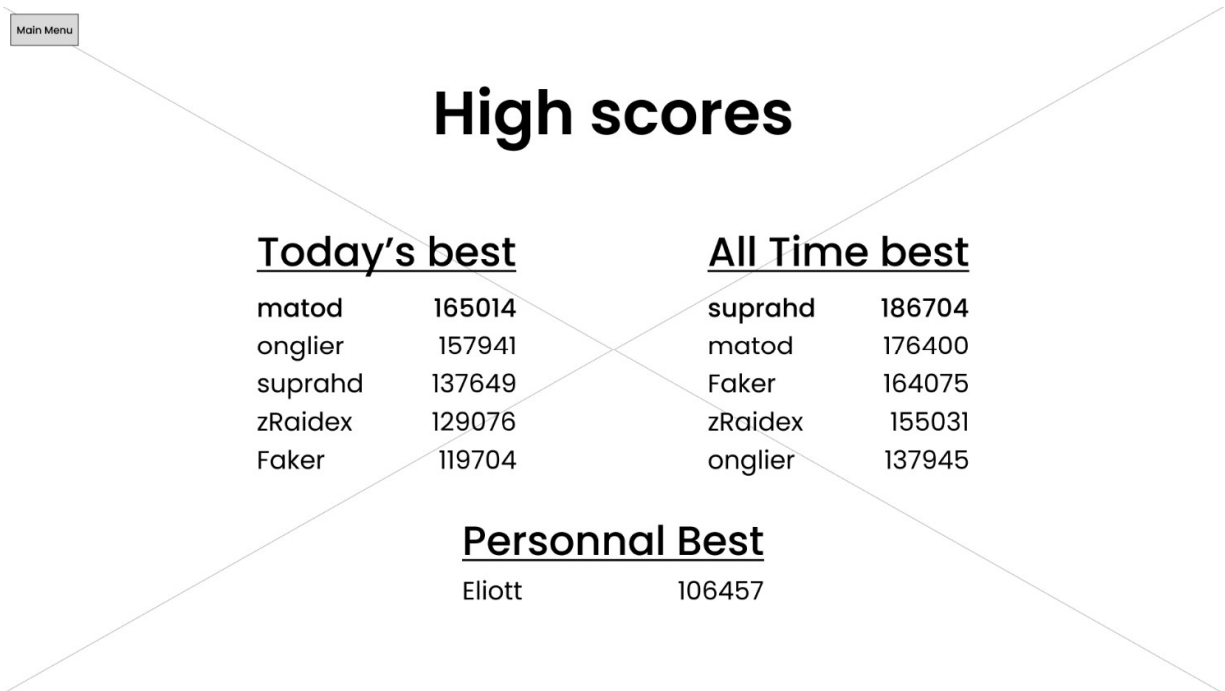 Main Menu
High scores
Today’s best
matod 165014
onglier 157941
suprahd 137649
zRaidex 129076
Faker 119704
All Time best
suprahd 186704
matod 176400
Faker 164075
zRaidex 155031
onglier 137945
Personnal Best
Eliott 106457